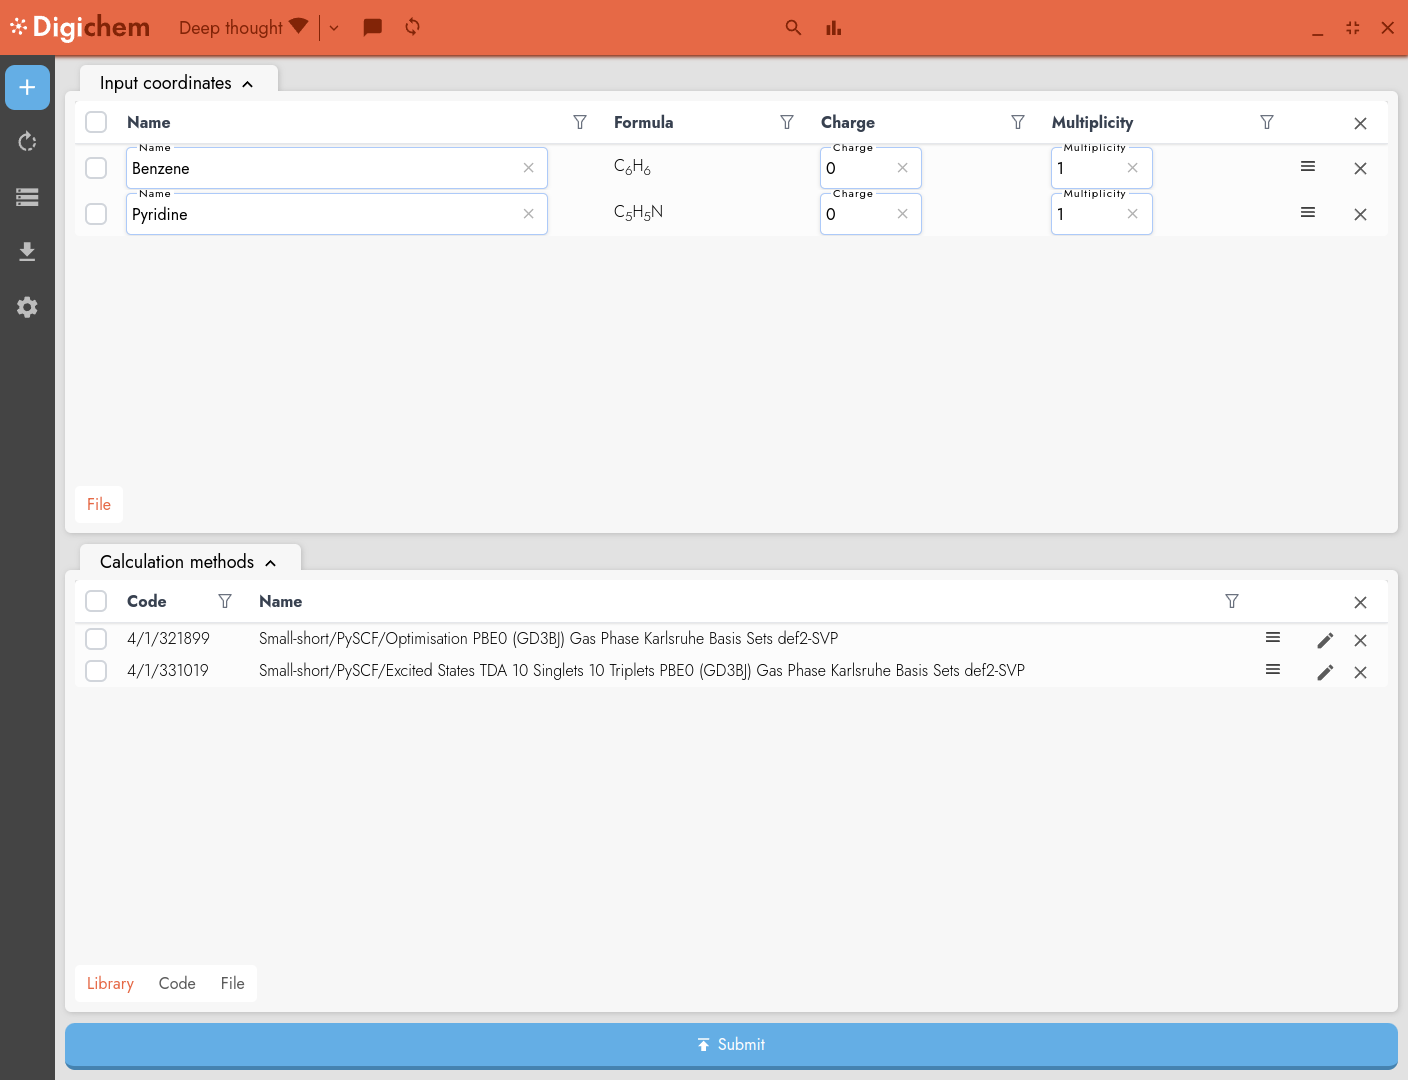 Digichem Deep thought
Input coordinates
Name Formula Charge Multiplicity
Name Charge Multiplicity
Benzene C₆H₆ 0 1
Name Charge Multiplicity
Pyridine C₅H₅N 0 1
File
Calculation methods
Code Name
4/1/321899 Small-short/PySCF/Optimisation PBE0 (GD3BJ) Gas Phase Karlsruhe Basis Sets def2-SVP
4/1/331019 Small-short/PySCF/Excited States TDA 10 Singlets 10 Triplets PBE0 (GD3BJ) Gas Phase Karlsruhe Basis Sets def2-SVP
Library Code File
Submit